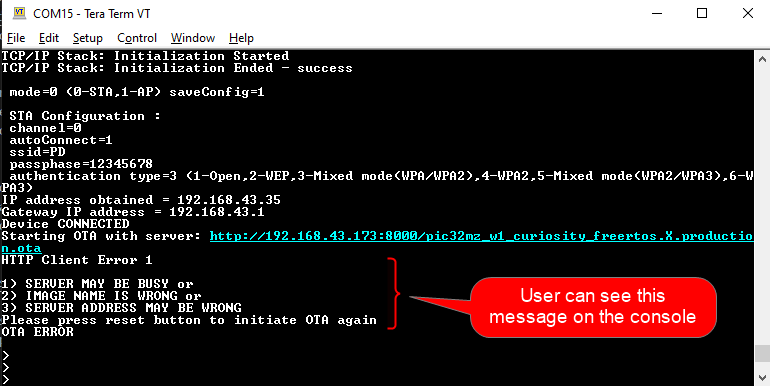 COM15 - Tera Term VT
File Edit Setup Control Window Help
TCP/IP Stack: Initialization Started
TCP/IP Stack: Initialization Ended - success
mode=0 (0-STA,1-AP) saveConfig=1
STA Configuration :
channel=0
autoConnect=1
ssid=PD
passphase=12345678
authentication type=3 (1-Open,2-WEP,3-Mixed mode(WPA/WPA2),4-WPA2,5-Mixed mode(WPA2/WPA3),6-W
PA3)
IP address obtained = 192.168.43.35
Gateway IP address = 192.168.43.1
Device CONNECTED
Starting OTA with server: http://192.168.43.173:8000/pic32mz_w1_curiosity_freertos.X.productio
n.ota
HTTP Client Error 1
1) SERVER MAY BE BUSY or
2) IMAGE NAME IS WRONG or
3) SERVER ADDRESS MAY BE WRONG
Please press reset button to initiate OTA again
OTA ERROR
>
>
>
User can see this
message on the console